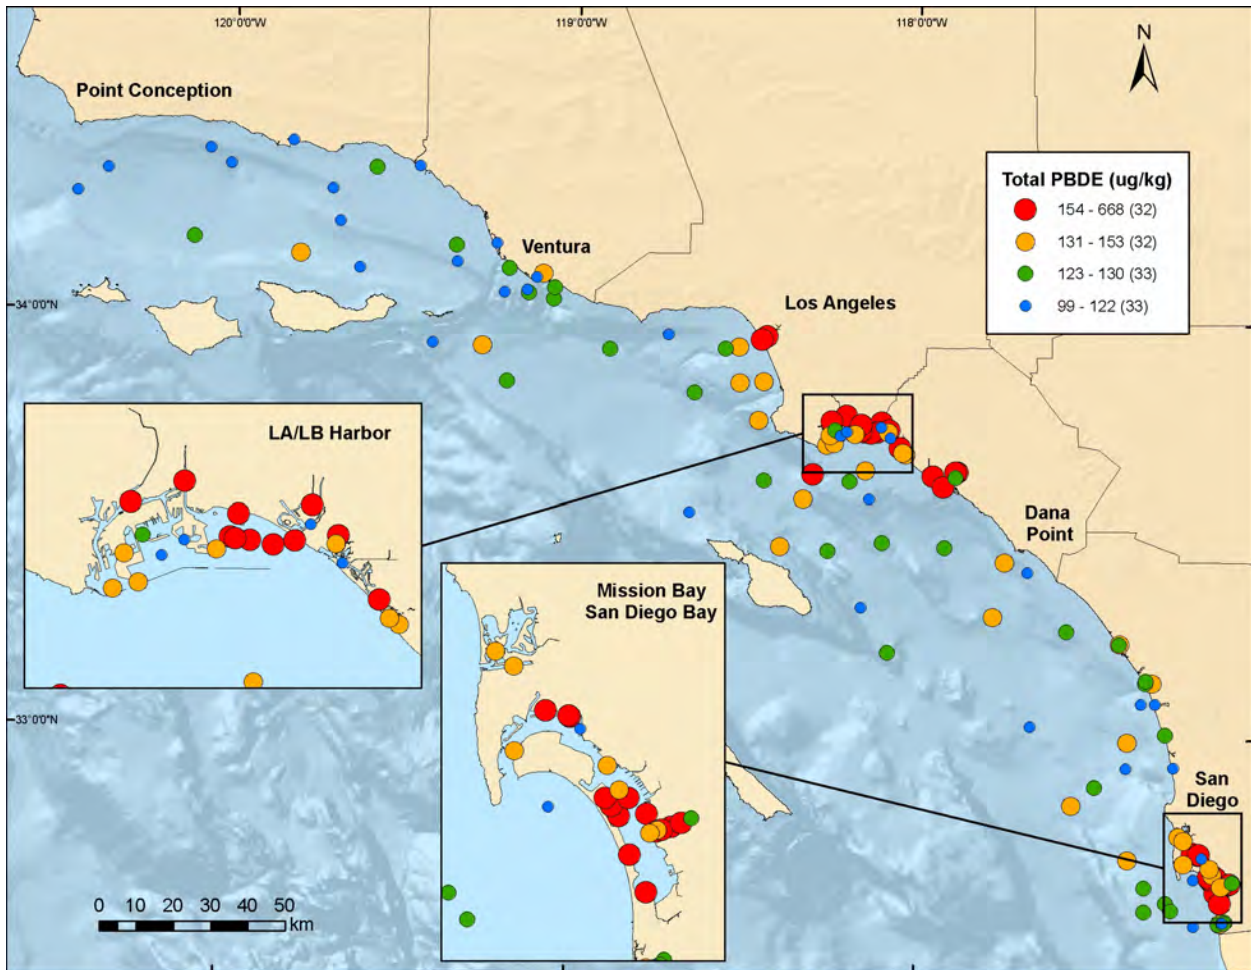 120°0'0"W
119°0'0"W
118°0'0"W
N
Point Conception
Total PBDE (ug/kg)
154 - 668 (32)
131 - 153 (32)
123 - 130 (33)
99 - 122 (33)
Ventura
34°0'0"N
Los Angeles
LA/LB Harbor
Dana
Point
Mission Bay
San Diego Bay
33°0'0"N
San
Diego
0 10 20 30 40 50
km